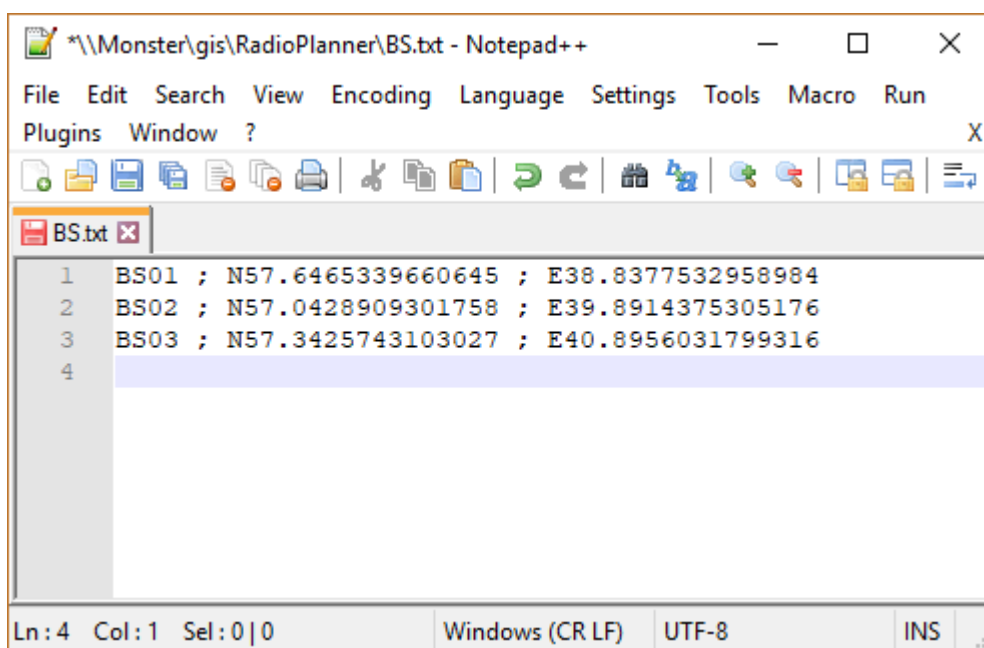 *\\Monster\gis\RadioPlanner\BS.txt - Notepad++
File Edit Search View Encoding Language Settings Tools Macro Run
Plugins Window ? X
BS.txt
1 BS01 ; N57.6465339660645 ; E38.8377532958984
2 BS02 ; N57.0428909301758 ; E39.8914375305176
3 BS03 ; N57.3425743103027 ; E40.8956031799316
4
Ln : 4 Col : 1 Sel : 0 | 0 Windows (CR LF) UTF-8 INS